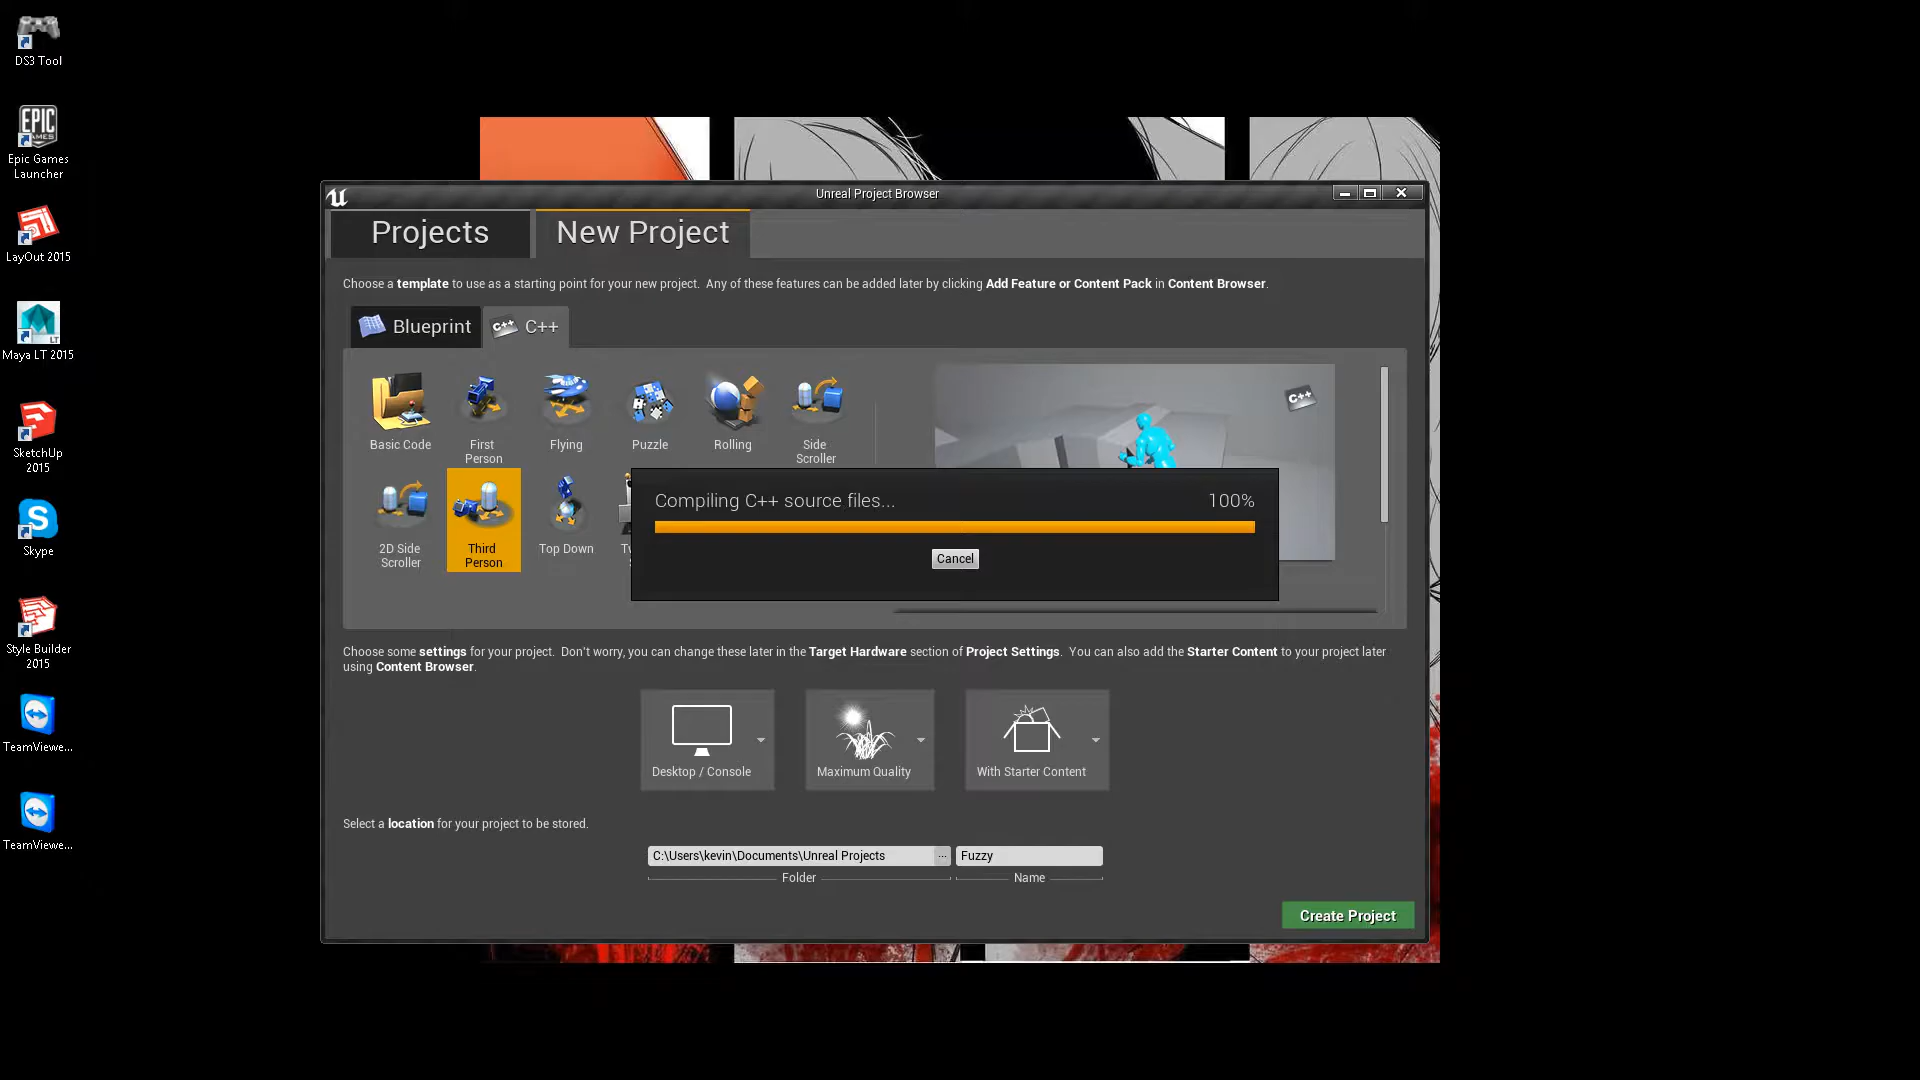 DS3 Tool
EPIC
GAMES
Epic Games
Launcher
LayOut 2015
LT
Maya LT 2015
SketchUp
2015
Skype
Style Builder
2015
TeamViewe...
TeamViewe...
Unreal Project Browser
Projects
New Project
Choose a template to use as a starting point for your new project. Any of these features can be added later by clicking Add Feature or Content Pack in Content Browser.
Blueprint
C++ C++
Basic Code
First
Person
Flying
Puzzle
Rolling
Side
Scroller
C++
2D Side
Scroller
Third
Person
Top Down
Compiling C++ source files...
100%
Cancel
Choose some settings for your project. Don't worry, you can change these later in the Target Hardware section of Project Settings. You can also add the Starter Content to your project later
using Content Browser.
Desktop / Console
Maximum Quality
With Starter Content
Select a location for your project to be stored.
C:\Users\kevin\Documents\Unreal Projects
...
Fuzzy
Folder
Name
Create Project